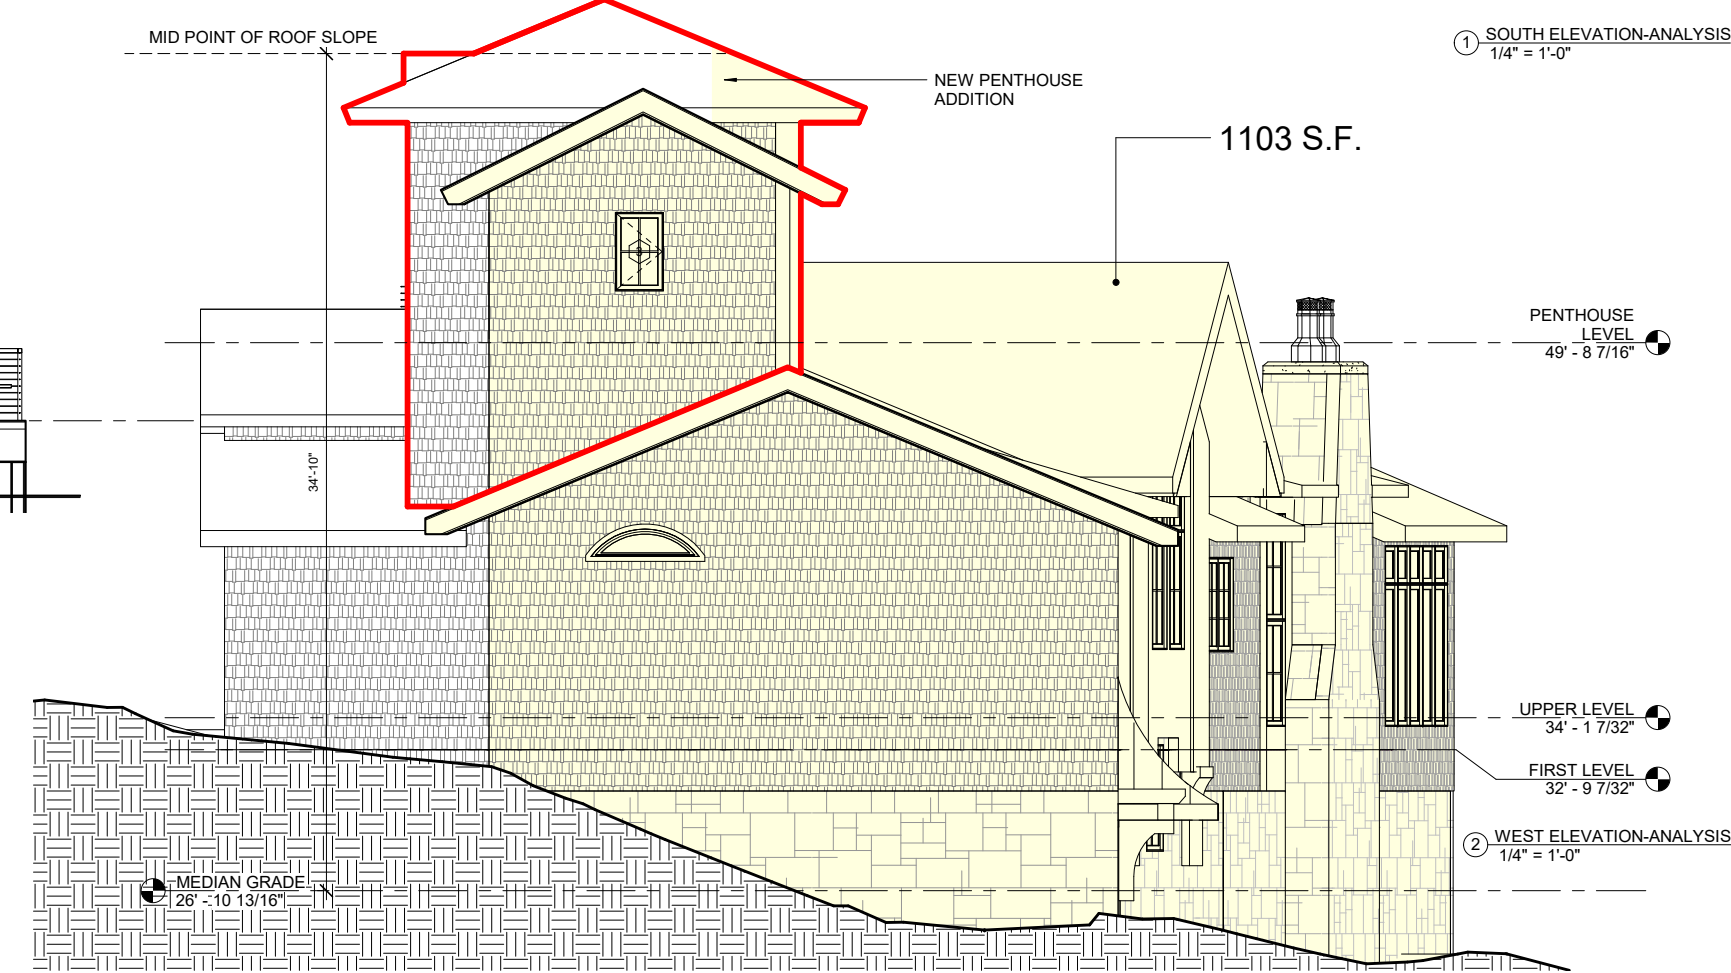 MID POINT OF ROOF SLOPE
1 SOUTH ELEVATION-ANALYSIS
1/4" = 1'-0"
NEW PENTHOUSE
ADDITION
1103 S.F.
PENTHOUSE
LEVEL
49' - 8 7/16"
34'-10"
UPPER LEVEL
34' - 1 7/32"
FIRST LEVEL
32' - 9 7/32"
2 WEST ELEVATION-ANALYSIS
1/4" = 1'-0"
MEDIAN GRADE
26' - 10 13/16"